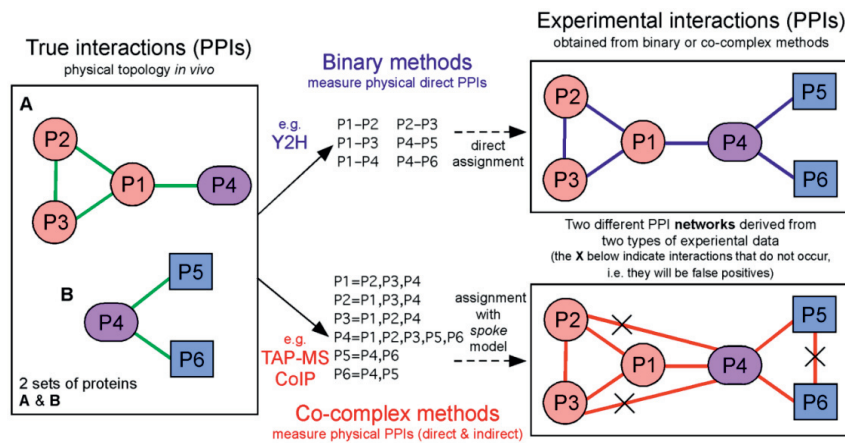 True interactions (PPIs)
physical topology in vivo
A
P2
P1
P4
P3
B
P5
P4
P6
2 sets of proteins
A & B
Binary methods
measure physical direct PPIs
e.g.
Y2H
P1–P2 P2–P3
P1–P3 P4–P5
P1–P4 P4–P6
direct
assignment
e.g.
TAP-MS
CoIP
P1=P2,P3,P4
P2=P1,P3,P4
P3=P1,P2,P4
P4=P1,P2,P3,P5,P6
P5=P4,P6
P6=P4,P5
assignment
with
spoke
model
Co-complex methods
measure physical PPIs (direct & indirect)
Experimental interactions (PPIs)
obtained from binary or co-complex methods
P2
P5
P1
P4
P3
P6
Two different PPI networks derived from
two types of experiental data
(the X below indicate interactions that do not occur,
i.e. they will be false positives)
P2
X
P5
P1
P4
X
P3
X
P6